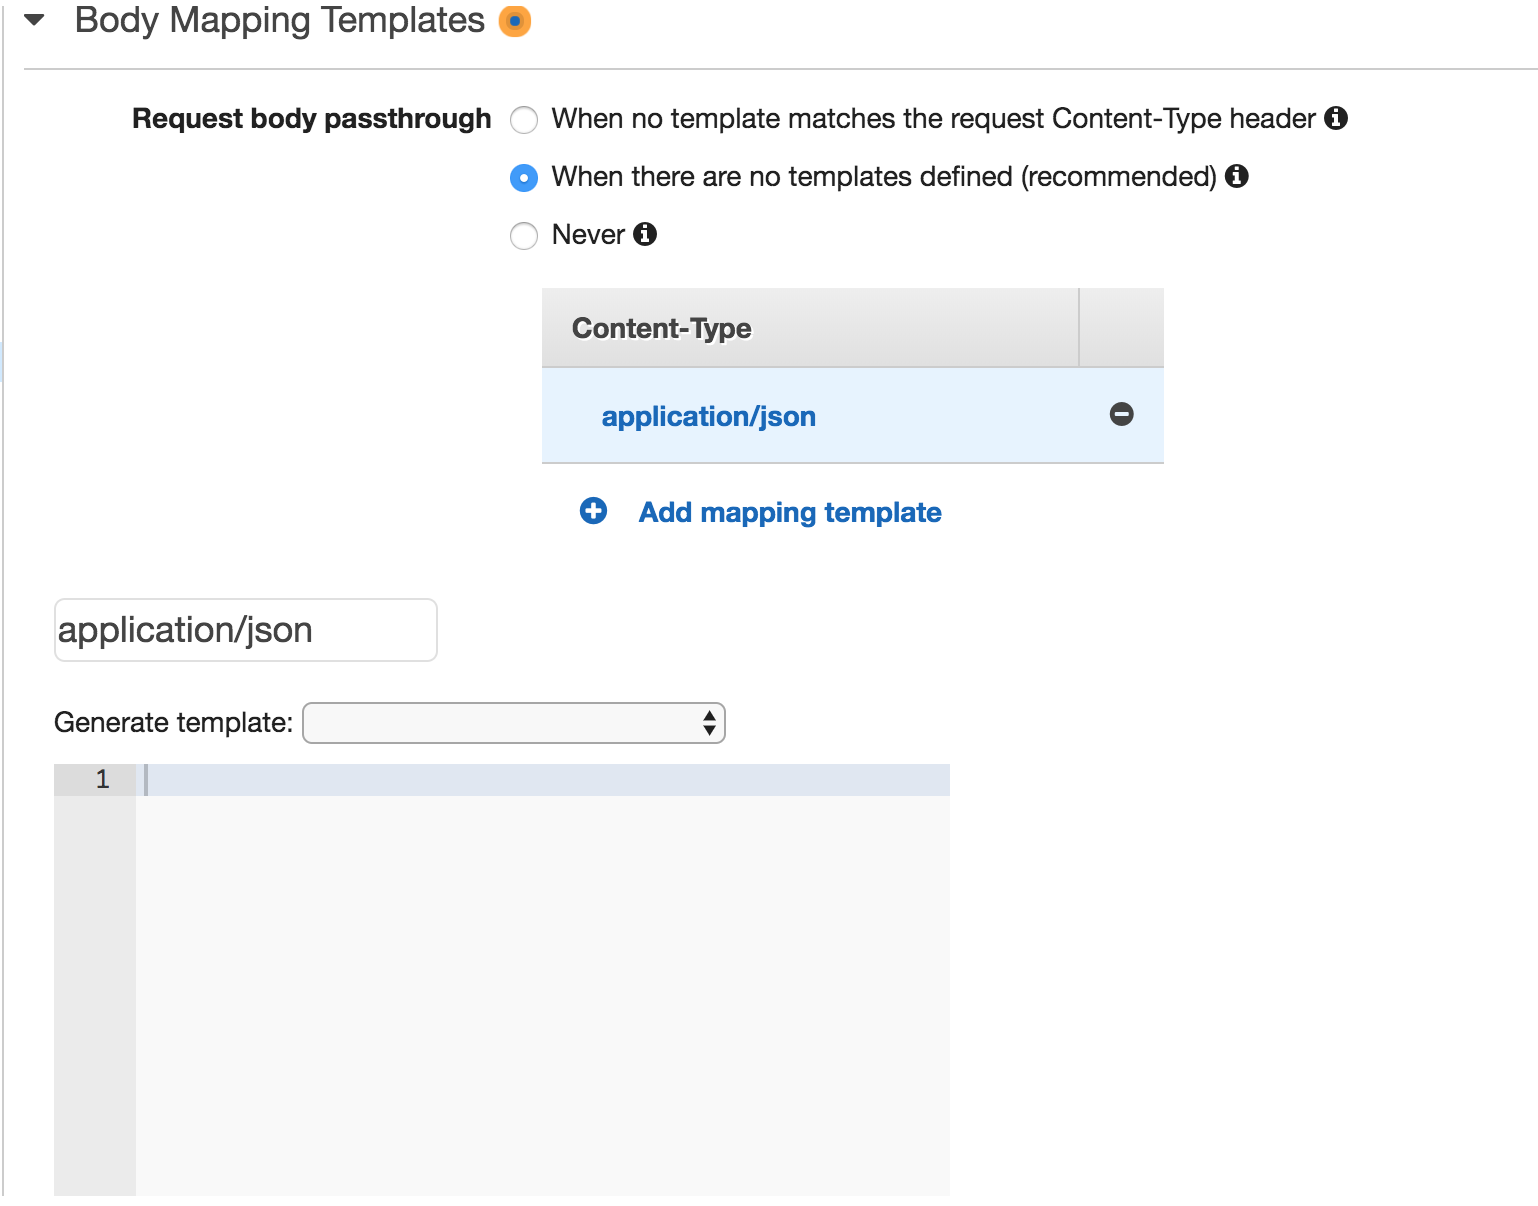 Body Mapping Templates
Request body passthrough
When no template matches the request Content-Type header
When there are no templates defined (recommended)
Never
Content-Type
application/json
Add mapping template
application/json
Generate template:
1